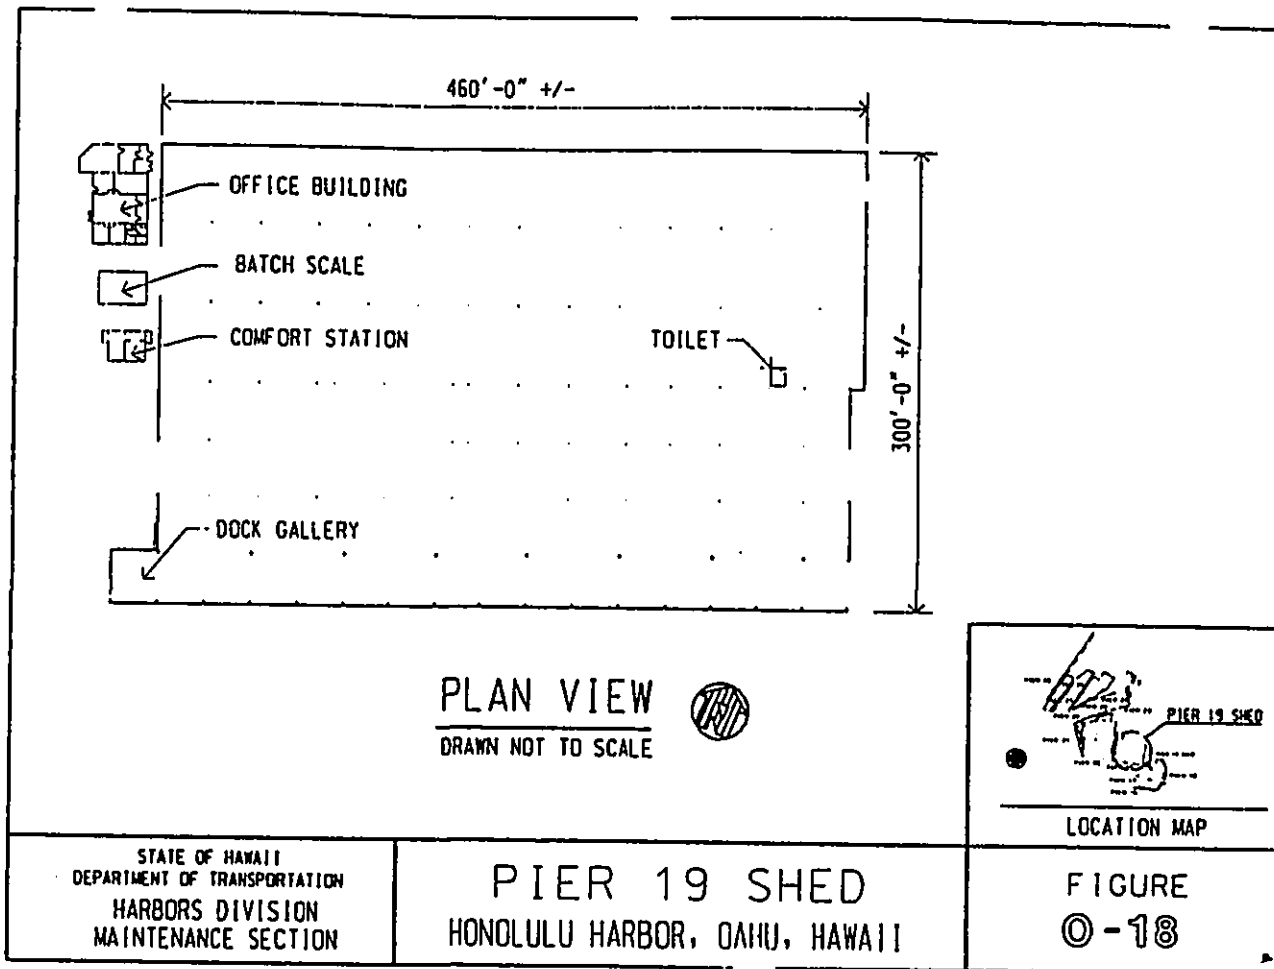 460'-0" +/-
OFFICE BUILDING
BATCH SCALE
COMFORT STATION
TOILET
300'-0" +/-
DOCK GALLERY
PLAN VIEW
DRAWN NOT TO SCALE
PIER 19 SHED
LOCATION MAP
STATE OF HAWAII
DEPARTMENT OF TRANSPORTATION
HARBORS DIVISION
MAINTENANCE SECTION
PIER 19 SHED
HONOLULU HARBOR, OAHU, HAWAII
FIGURE
O-18